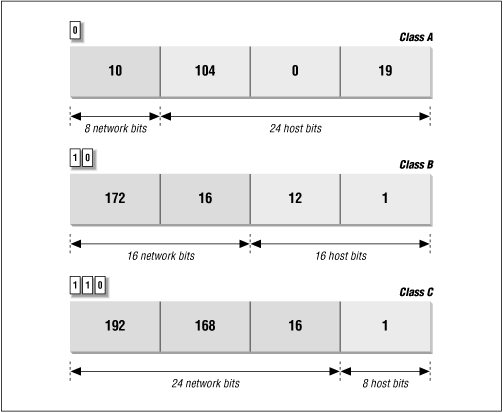 0
Class A
10 104 0 19
8 network bits 24 host bits
1 0
Class B
172 16 12 1
16 network bits 16 host bits
1 1 0
Class C
192 168 16 1
24 network bits 8 host bits